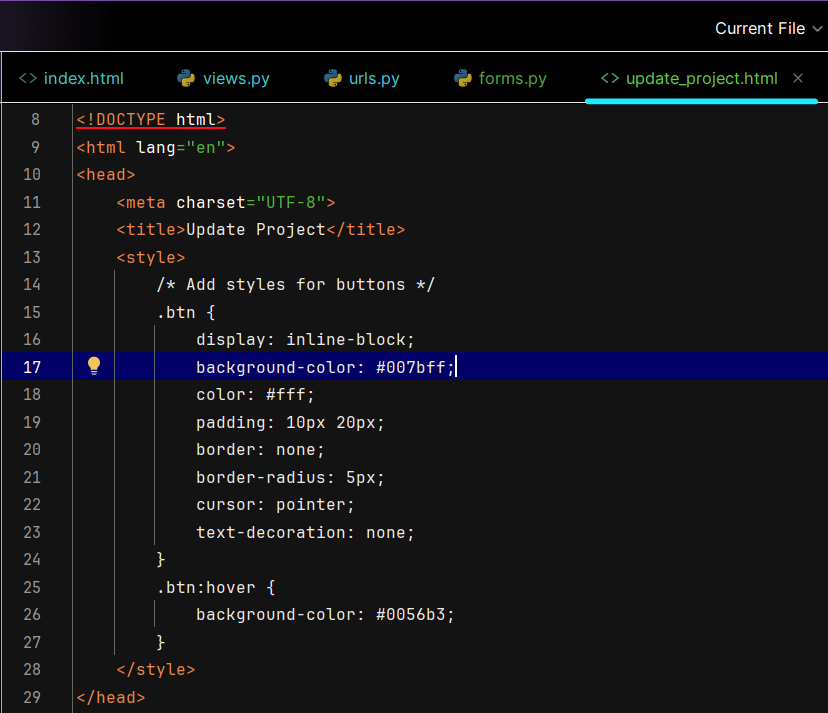 Current File
index.html views.py urls.py forms.py update_project.html
8 <!DOCTYPE html>
9 <html lang="en">
10 <head>
11     <meta charset="UTF-8">
12     <title>Update Project</title>
13     <style>
14         /* Add styles for buttons */
15         .btn {
16             display: inline-block;
17             background-color: #007bff;
18             color: #fff;
19             padding: 10px 20px;
20             border: none;
21             border-radius: 5px;
22             cursor: pointer;
23             text-decoration: none;
24         }
25         .btn:hover {
26             background-color: #0056b3;
27         }
28     </style>
29 </head>